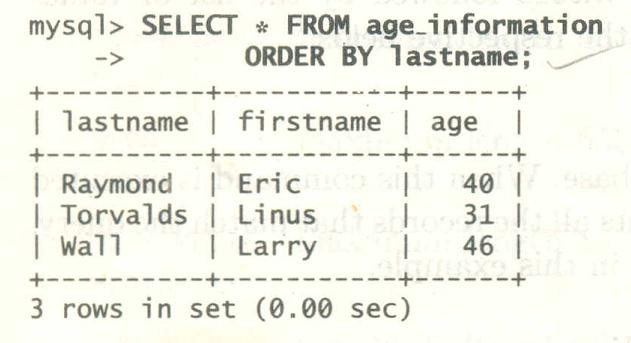 mysql> SELECT * FROM age_information
    ->        ORDER BY lastname;
+-----------+------------+-------+
| lastname | firstname | age |
+-----------+------------+-------+
| Raymond | Eric | 40 |
| Torvalds | Linus | 31 |
| Wall | Larry | 46 |
+-----------+------------+-------+
3 rows in set (0.00 sec)